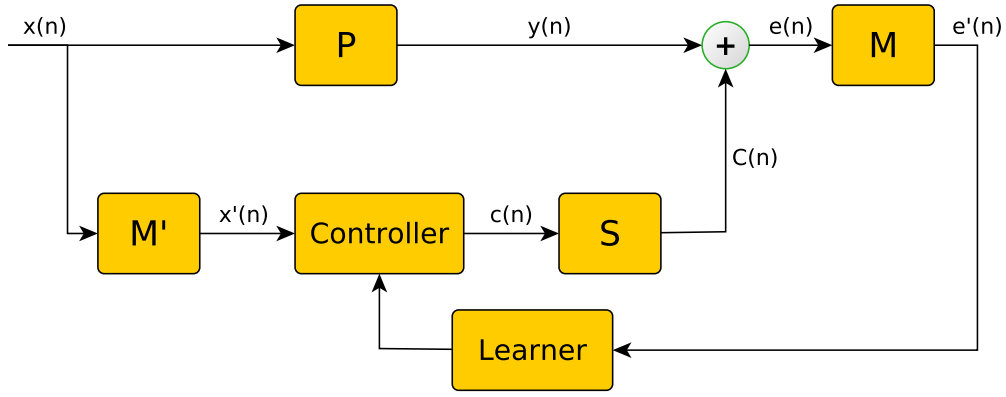 x(n)
P
y(n)
+
e(n)
M
e'(n)
C(n)
M'
x'(n)
Controller
c(n)
S
Learner